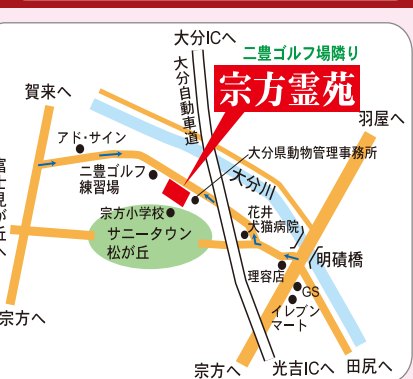 大分ICへ
二豊ゴルフ場隣り
宗方霊苑
大分自動車道
賀来へ
羽屋へ
アド・サイン
大分県動物管理事務所
二豊ゴルフ
練習場
大分川
富士見が丘へ
宗方小学校
花井
犬猫病院
サニータウン
松が丘
明磧橋
理容店
GS
イレブン
マート
宗方へ
宗方へ
光吉ICへ
田尻へ